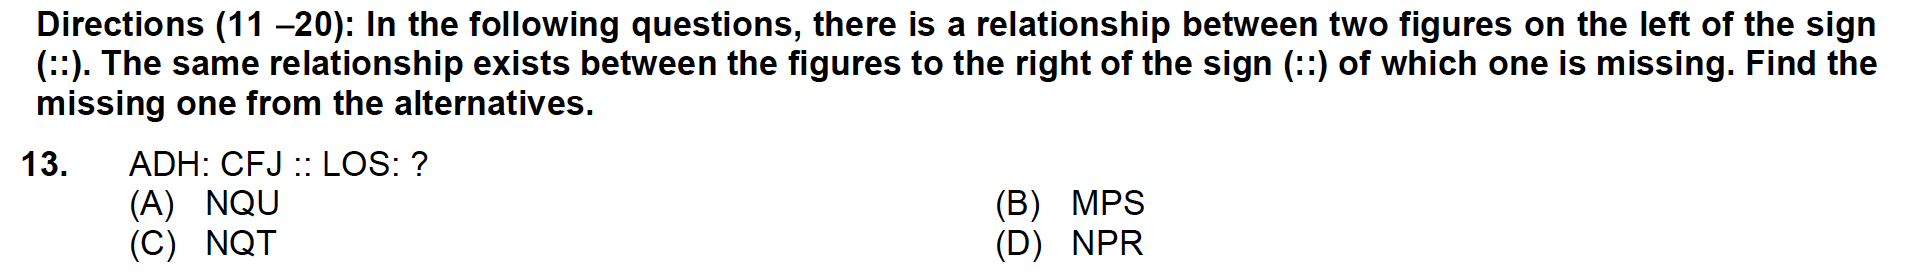 Directions (11 –20): In the following questions, there is a relationship between two figures on the left of the sign
(::). The same relationship exists between the figures to the right of the sign (::) of which one is missing. Find the
missing one from the alternatives.
13. ADH: CFJ :: LOS: ?
(A) NQU (B) MPS
(C) NQT (D) NPR